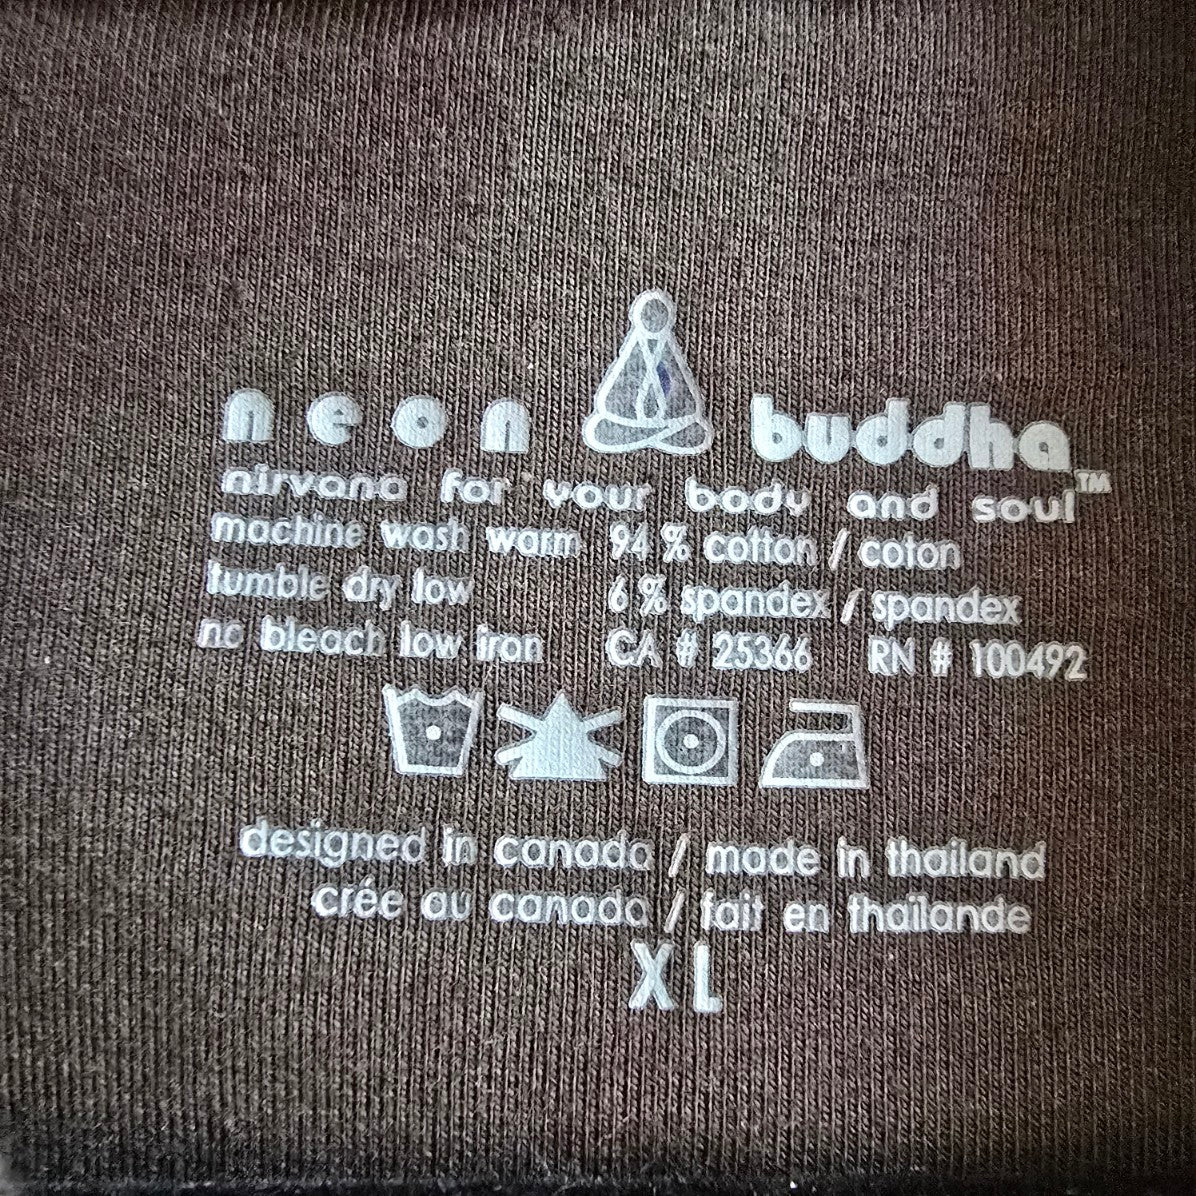 neon buddha
nirvana for your body and soul™
machine wash warm 94 % cotton / coton
tumble dry low 6 % spandex / spandex
no bleach low iron CA # 25366 RN # 100492
designed in canada / made in thailand
crée au canada / fait en thaïlande
XL